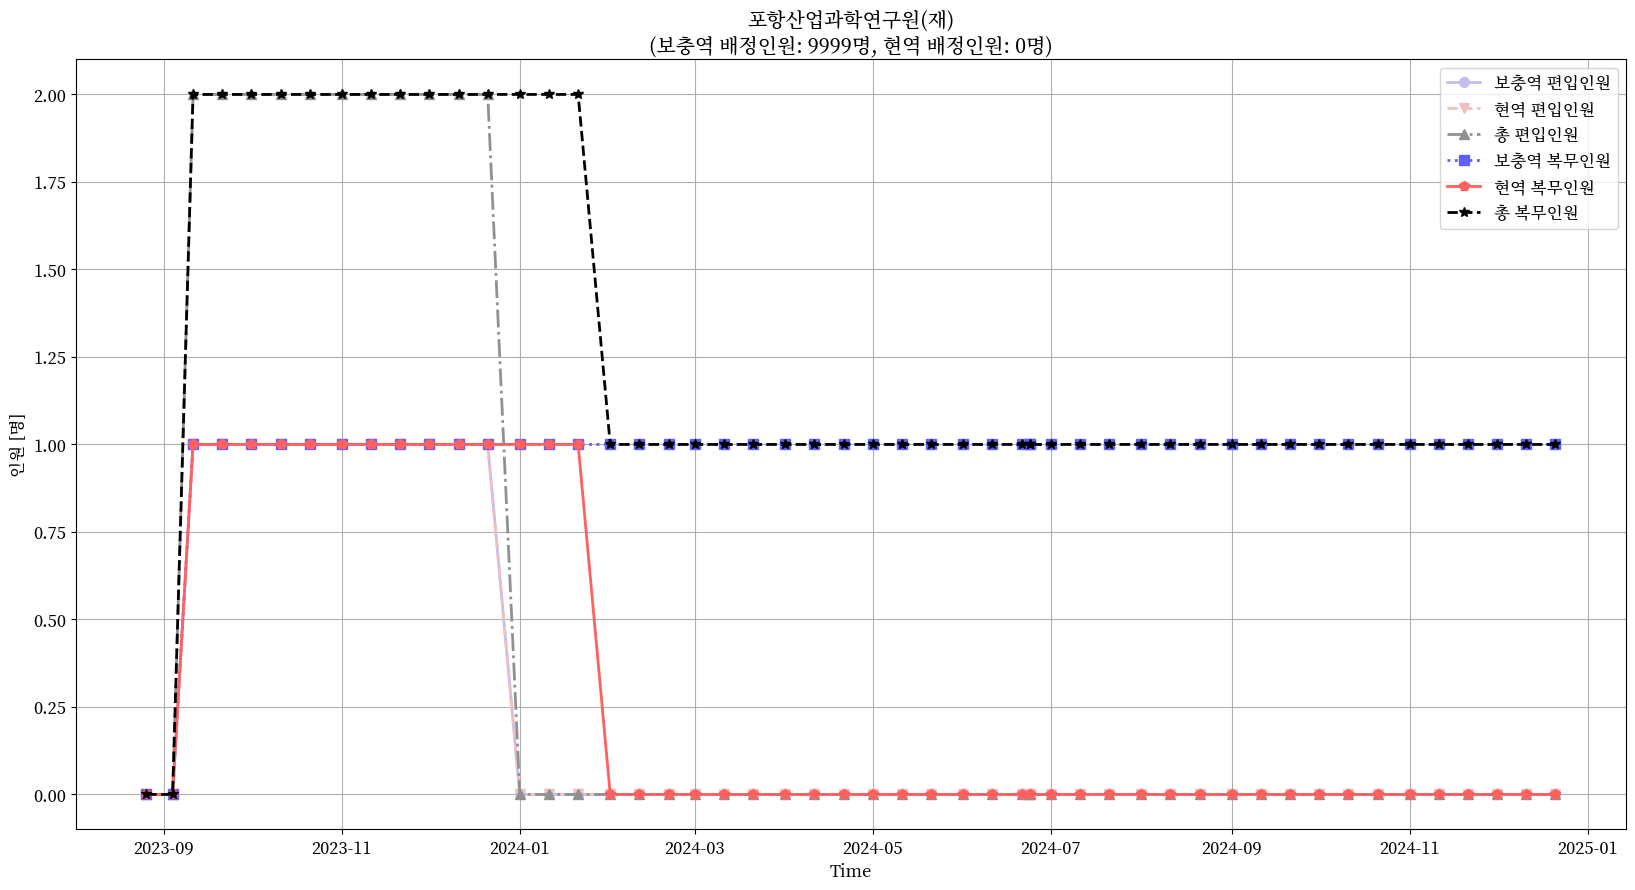 포항산업과학연구원(재)
(보충역 배정인원: 9999명, 현역 배정인원: 0명)
보충역 편입인원
현역 편입인원
총 편입인원
보충역 복무인원
현역 복무인원
총 복무인원
인원 [명]
2.00
1.75
1.50
1.25
1.00
0.75
0.50
0.25
0.00
2023-09
2023-11
2024-01
2024-03
2024-05
2024-07
2024-09
2024-11
2025-01
Time